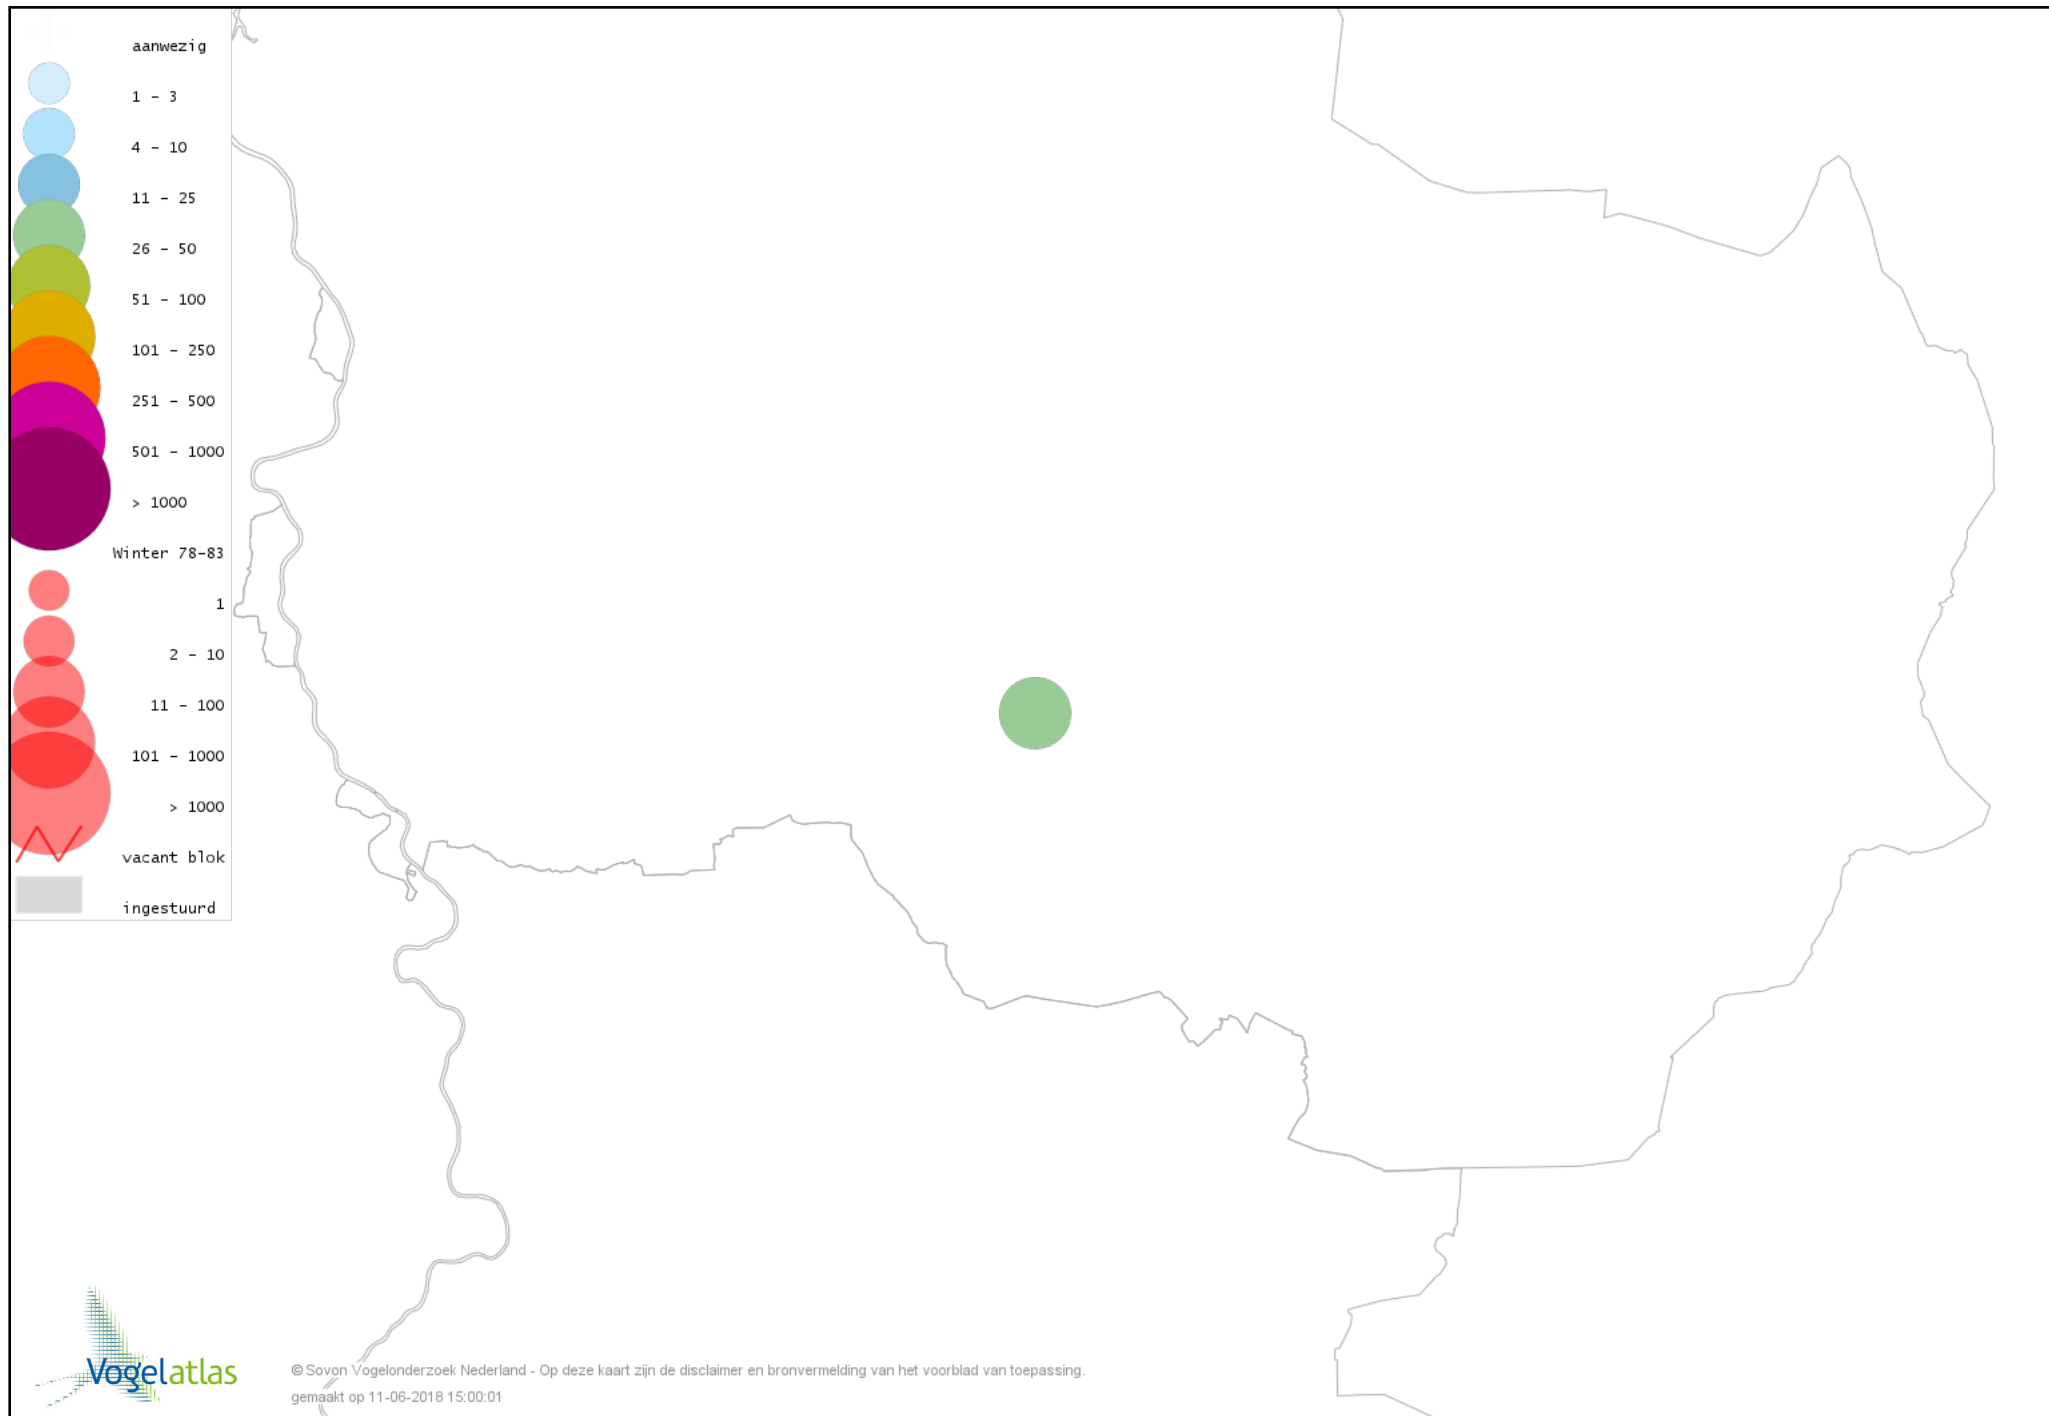 aanwezig
1 - 3
4 - 10
11 - 25
26 - 50
51 - 100
101 - 250
251 - 500
501 - 1000
> 1000
Winter 78-83
1
2 - 10
11 - 100
101 - 1000
> 1000
vacant blok
ingestuurd
Vogelatlas
© Sovon Vogelonderzoek Nederland - Op deze kaart zijn de disclaimer en bronvermelding van het voorblad van toepassing.
gemaakt op 11-06-2018 15:00:01